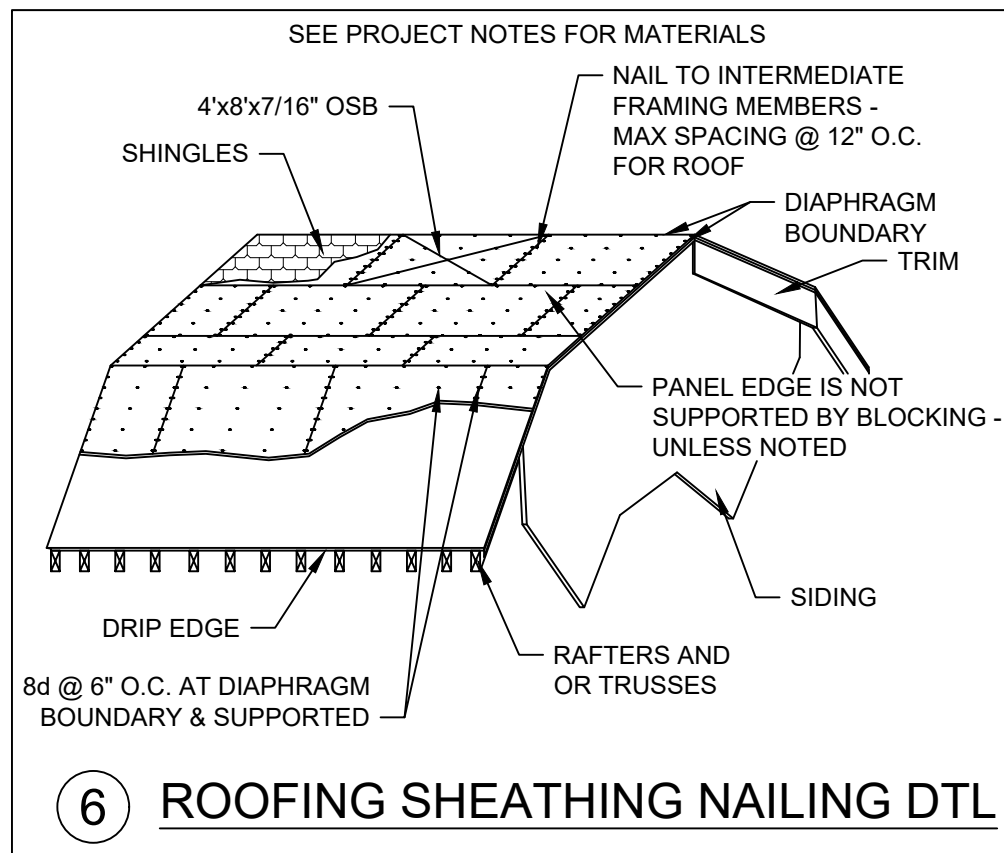 SEE PROJECT NOTES FOR MATERIALS
NAIL TO INTERMEDIATE
FRAMING MEMBERS -
MAX SPACING @ 12" O.C.
FOR ROOF
4'x8'x7/16" OSB
SHINGLES
DIAPHRAGM
BOUNDARY
TRIM
PANEL EDGE IS NOT
SUPPORTED BY BLOCKING -
UNLESS NOTED
SIDING
DRIP EDGE
RAFTERS AND
OR TRUSSES
8d @ 6" O.C. AT DIAPHRAGM
BOUNDARY & SUPPORTED
6 ROOFING SHEATHING NAILING DTL